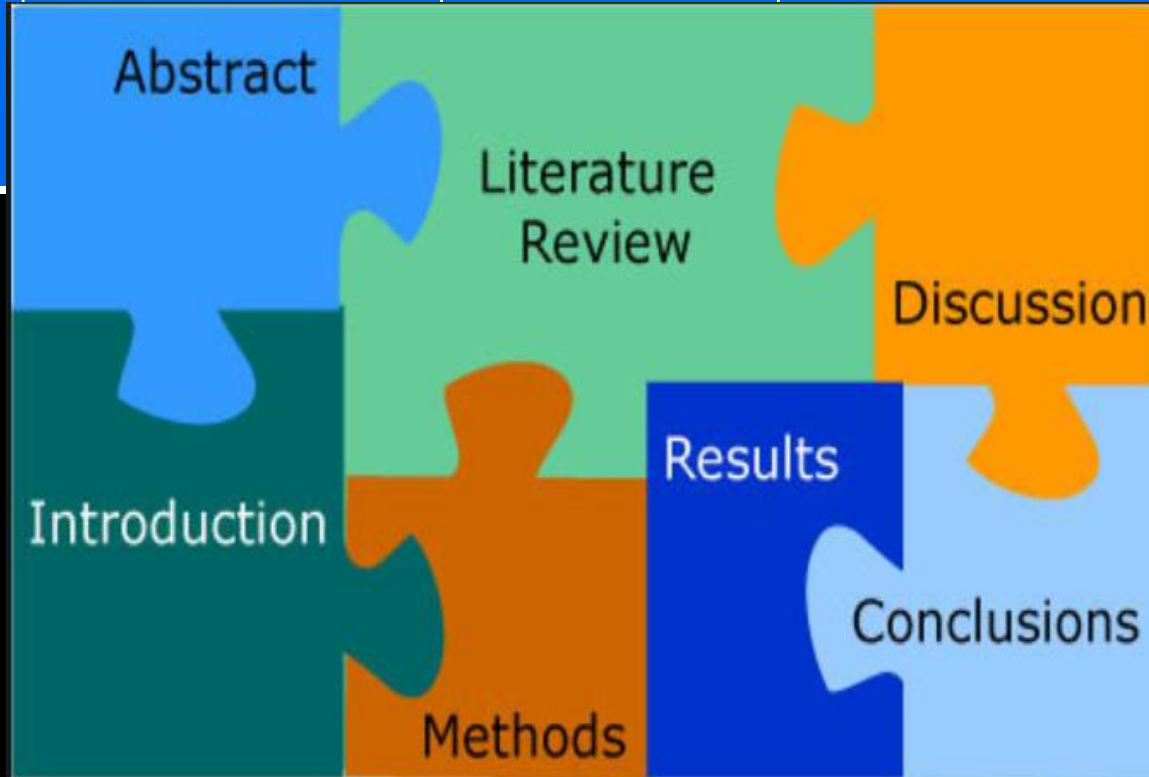 Abstract
Literature
Review
Discussion
Introduction
Results
Conclusions
Methods